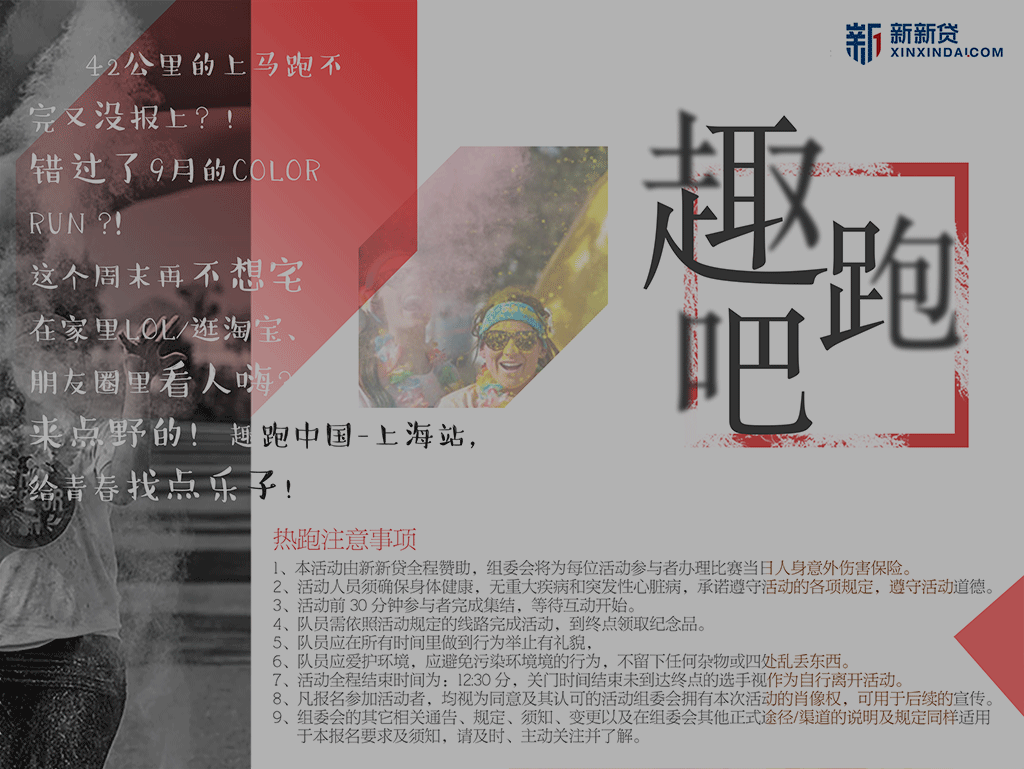 42公里的上马跑不
完又没报上？！
错过了9月的COLOR
RUN ?!
这个周末再不想宅
在家里LOL/逛淘宝、
朋友圈里看人嗨?
来点野的！趣跑中国-上海站，
给青春找点乐子！
新新贷
XINXINDAI.COM
趣跑吧
热跑注意事项
1、本活动由新新贷全程赞助，组委会将为每位活动参与者办理比赛当日人身意外伤害保险。
2、活动人员须确保身体健康，无重大疾病和突发性心脏病，承诺遵守活动的各项规定，遵守活动道德。
3、活动前 30 分钟参与者完成集结，等待互动开始。
4、队员需依照活动规定的线路完成活动，到终点领取纪念品。
5、队员应在所有时间里做到行为举止有礼貌，
6、队员应爱护环境，应避免污染环境境的行为，不留下任何杂物或四处乱丢东西。
7、活动全程结束时间为：12:30 分，关门时间结束未到达终点的选手视作为自行离开活动。
8、凡报名参加活动者，均视为同意及其认可的活动组委会拥有本次活动的肖像权，可用于后续的宣传。
9、组委会的其它相关通告、规定、须知、变更以及在组委会其他正式途径/渠道的说明及规定同样适用
于本报名要求及须知，请及时、主动关注并了解。